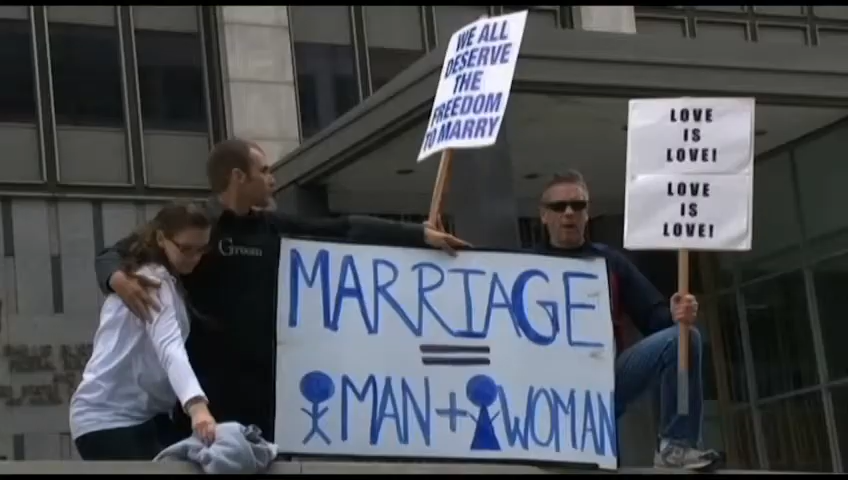 WE ALL
DESERVE
THE
FREEDOM
TO MARRY
LOVE
IS
LOVE!
LOVE
IS
LOVE!
Groom
MARRIAGE
=
MAN + WOMAN